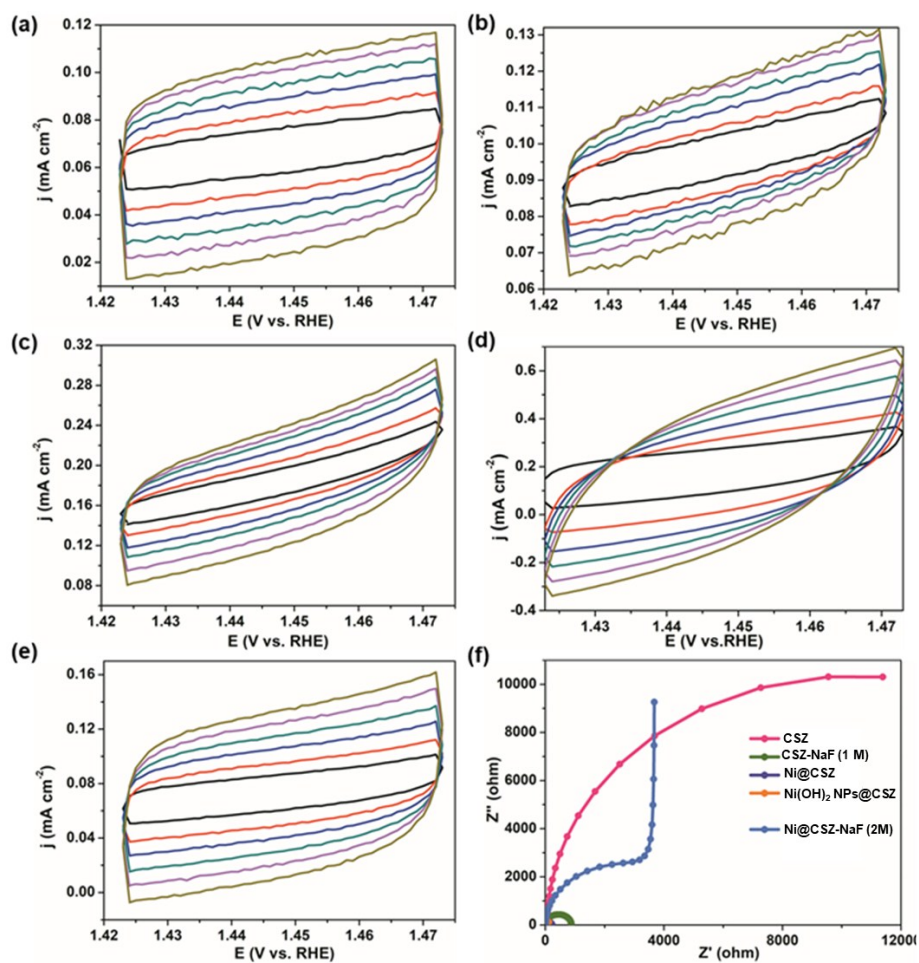 (a)
0.12
0.10
0.08
0.06
0.04
0.02
j (mA cm-2)
1.42 1.43 1.44 1.45 1.46 1.47
E (V vs. RHE)
(b)
0.13
0.12
0.11
0.10
0.09
0.08
0.07
0.06
j (mA cm-2)
1.42 1.43 1.44 1.45 1.46 1.47
E (V vs. RHE)
(c)
0.32
0.28
0.24
0.20
0.16
0.12
0.08
j (mA cm-2)
1.42 1.43 1.44 1.45 1.46 1.47
E (V vs. RHE)
(d)
0.6
0.4
0.2
0.0
-0.2
-0.4
j (mA cm-2)
1.43 1.44 1.45 1.46 1.47
E (V vs.RHE)
(e)
0.16
0.12
0.08
0.04
0.00
j (mA cm-2)
1.42 1.43 1.44 1.45 1.46 1.47
E (V vs. RHE)
(f)
10000
8000
6000
4000
2000
0
Z'' (ohm)
CSZ
CSZ-NaF (1 M)
Ni@CSZ
Ni(OH)2 NPs@CSZ
Ni@CSZ-NaF (2M)
0 4000 8000 12000
Z' (ohm)